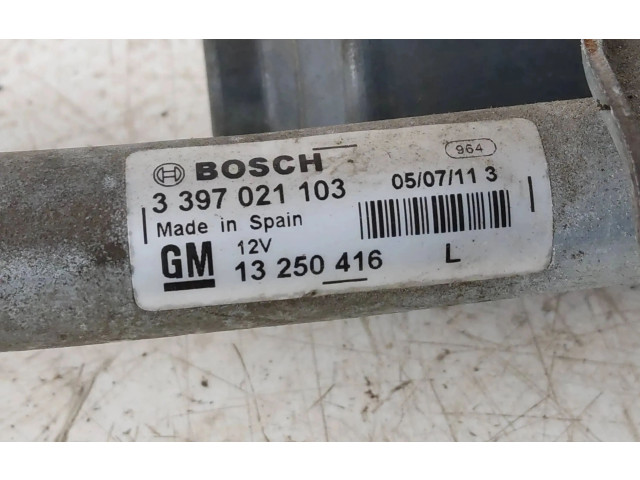 BOSCH 964
3 397 021 103 05/07/11 3
Made in Spain
12V
GM 13 250 416 L